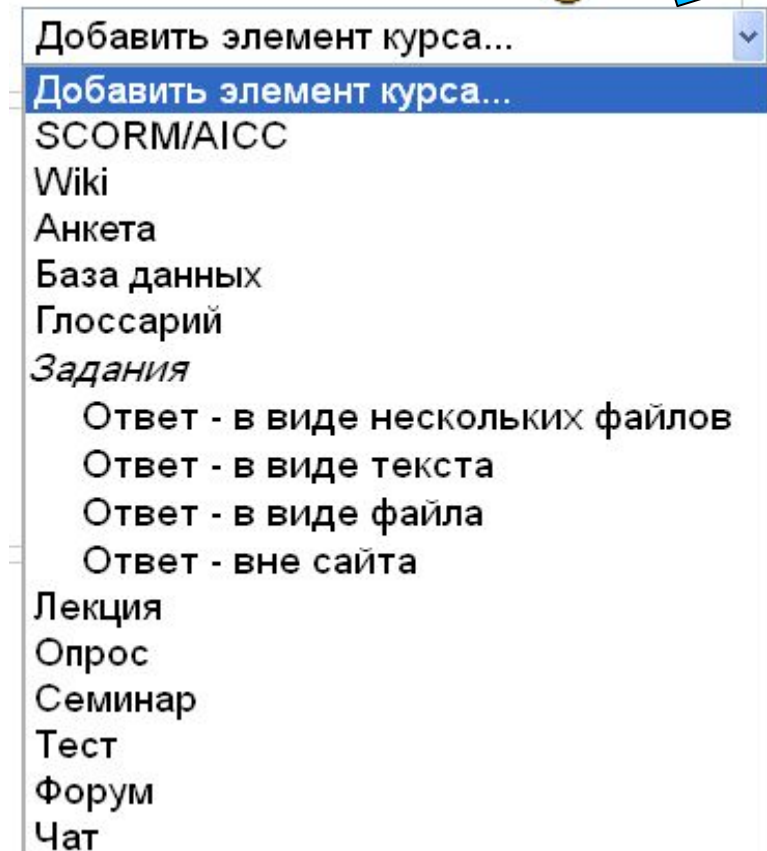 Добавить элемент курса...
Добавить элемент курса...
SCORM/AICC
Wiki
Анкета
База данных
Глоссарий
Задания
Ответ - в виде нескольких файлов
Ответ - в виде текста
Ответ - в виде файла
Ответ - вне сайта
Лекция
Опрос
Семинар
Тест
Форум
Чат